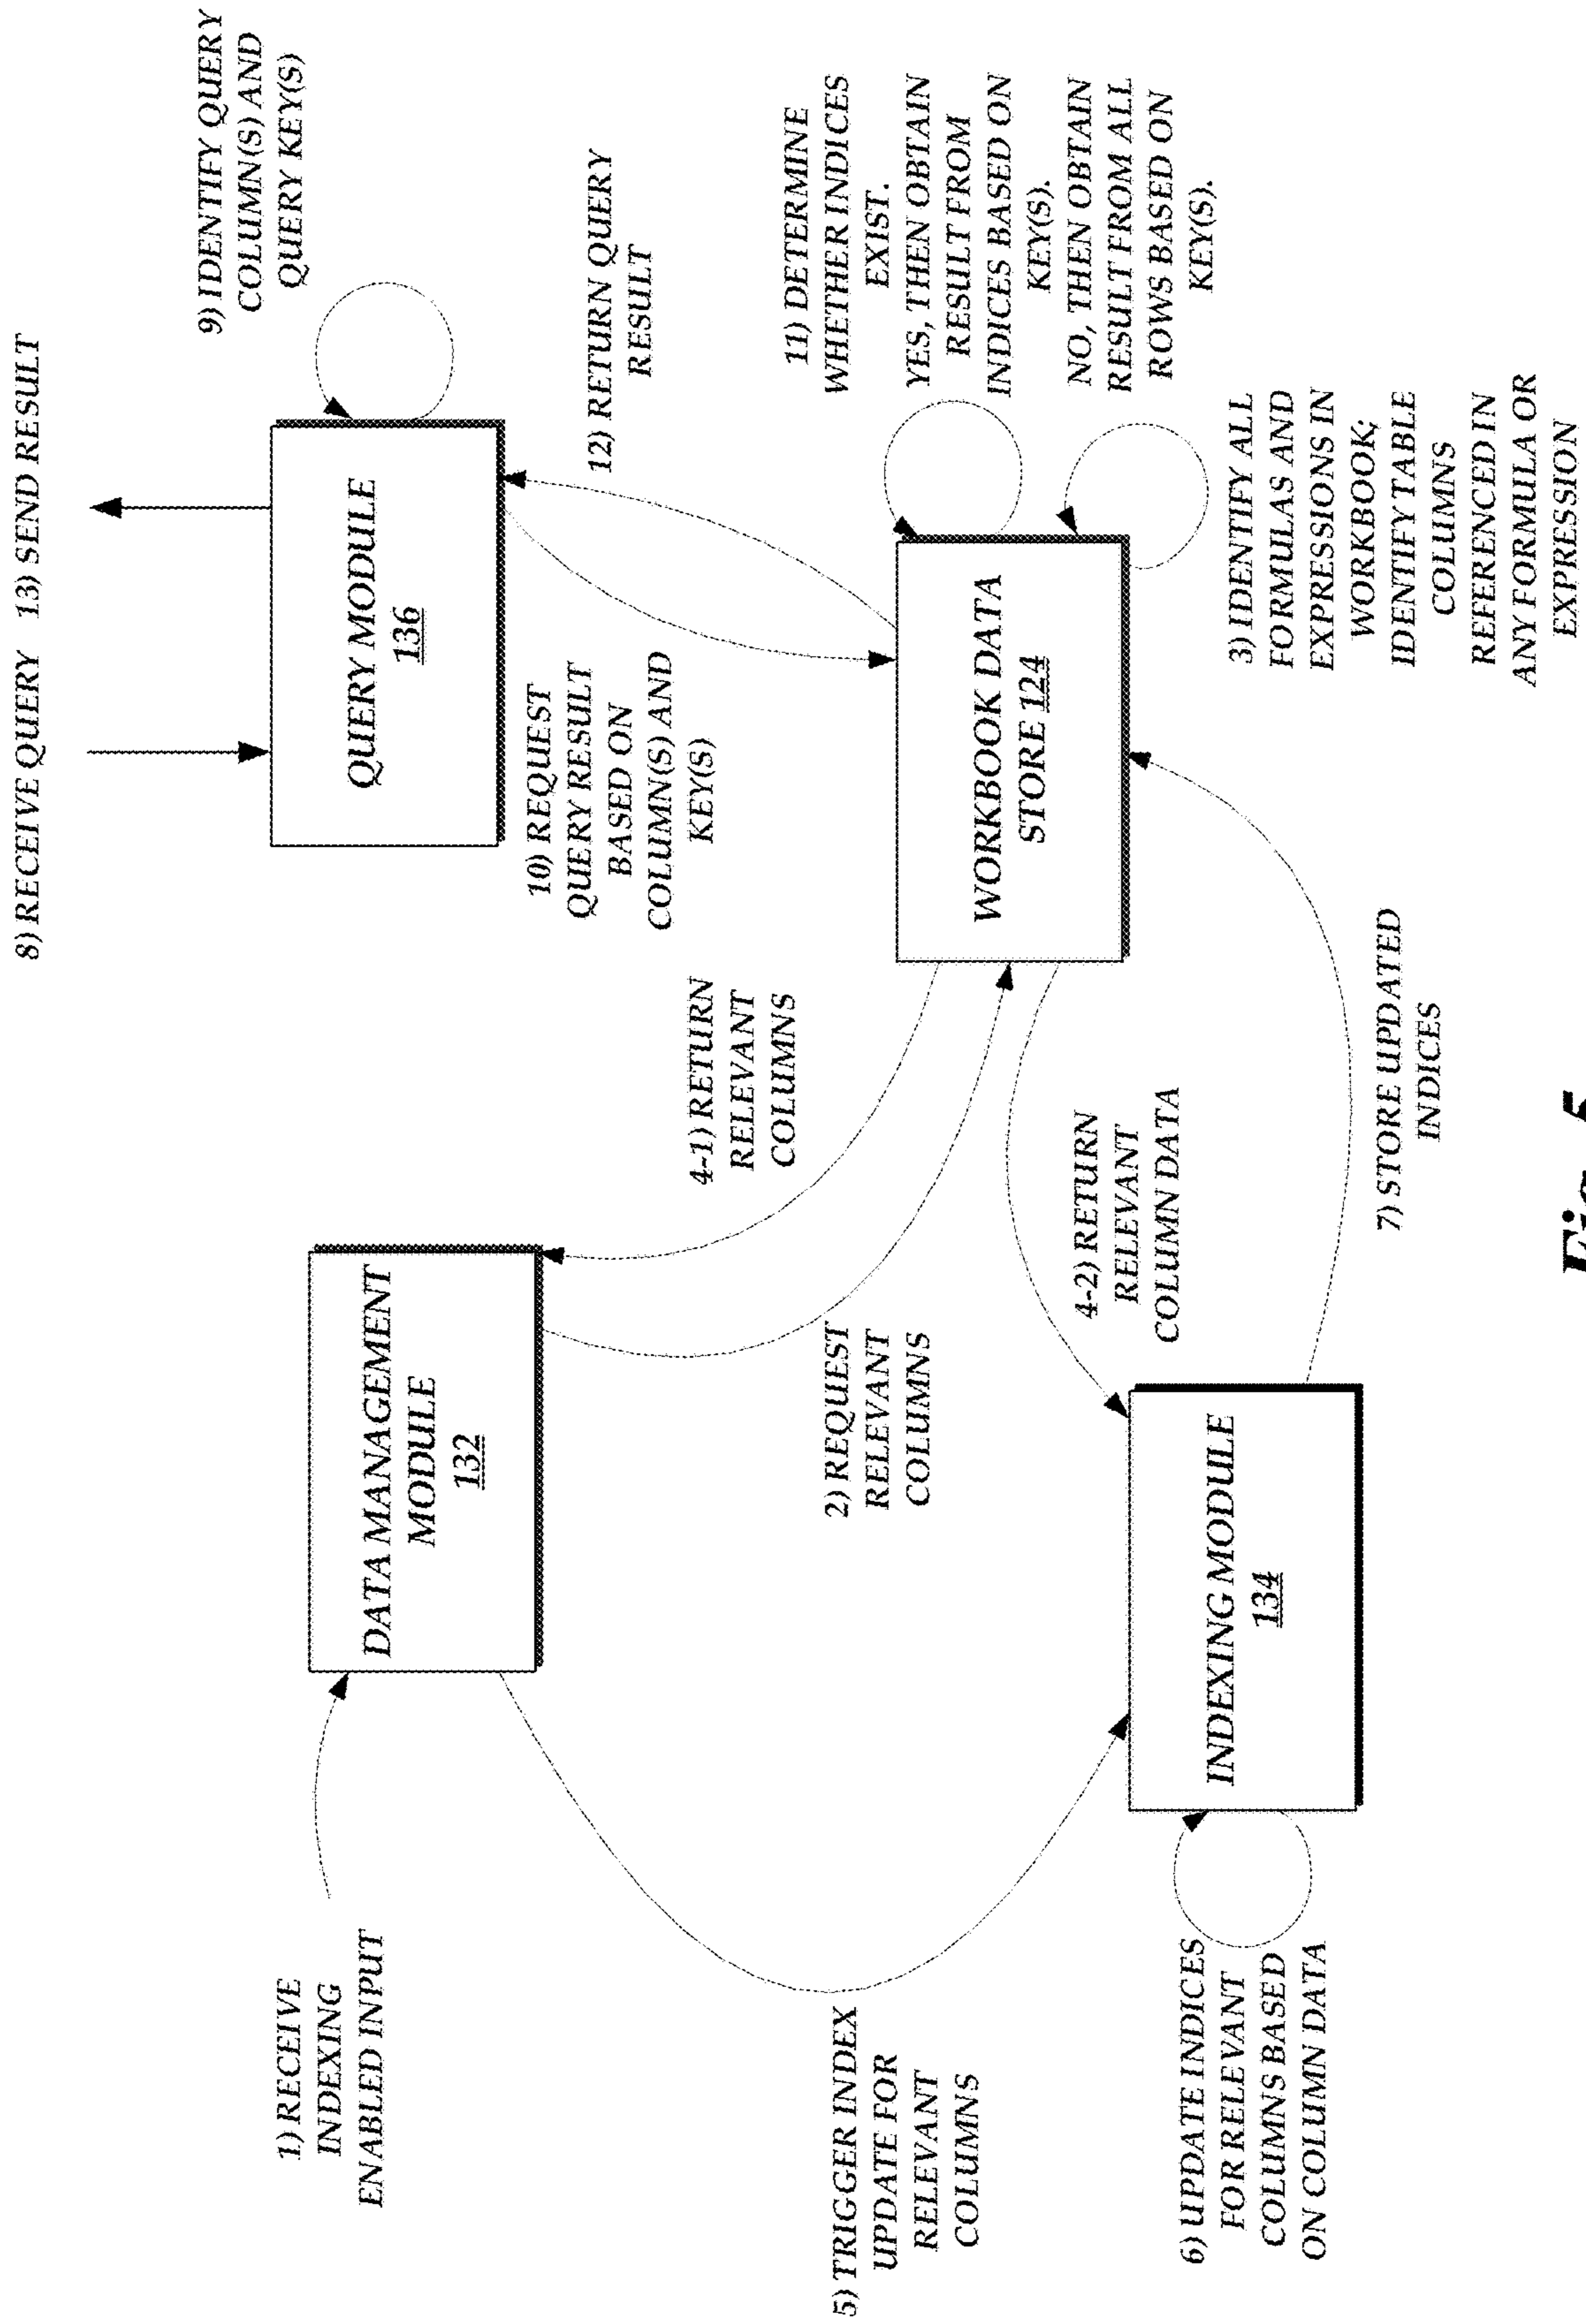 8) RECEIVE QUERY 13) SEND RESULT
9) IDENTIFY QUERY
COLUMN(S) AND
QUERY KEY(S)
1) RECEIVE
INDEXING
ENABLED INPUT
DATA MANAGEMENT
MODULE
132
QUERY MODULE
136
10) REQUEST
QUERY RESULT
BASED ON
COLUMN(S) AND
KEY(S)
12) RETURN QUERY
RESULT
4-1) RETURN
RELEVANT
COLUMNS
11) DETERMINE
WHETHER INDICES
EXIST.
YES, THEN OBTAIN
RESULT FROM
INDICES BASED ON
KEY(S).
NO, THEN OBTAIN
RESULT FROM ALL
ROWS BASED ON
KEY(S).
5) TRIGGER INDEX
UPDATE FOR
RELEVANT
COLUMNS
2) REQUEST
RELEVANT
COLUMNS
WORKBOOK DATA
STORE 124
4-2) RETURN
RELEVANT
COLUMN DATA
6) UPDATE INDICES
FOR RELEVANT
COLUMNS BASED
ON COLUMN DATA
INDEXING MODULE
134
3) IDENTIFY ALL
FORMULAS AND
EXPRESSIONS IN
WORKBOOK;
IDENTIFY TABLE
COLUMNS
REFERENCED IN
ANY FORMULA OR
EXPRESSION
7) STORE UPDATED
INDICES
Fig. 5